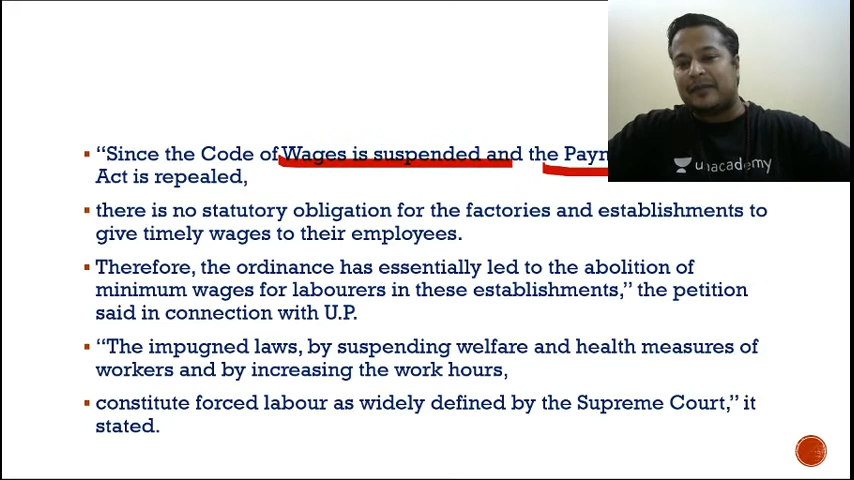 “Since the Code of Wages is suspended and the
Act is repealed,
there is no statutory obligation for the factories and establishments to
give timely wages to their employees.
Therefore, the ordinance has essentially led to the abolition of
minimum wages for labourers in these establishments,” the petition
said in connection with U.P.
“The impugned laws, by suspending welfare and health measures of
workers and by increasing the work hours,
constitute forced labour as widely defined by the Supreme Court,” it
stated.
unacademy